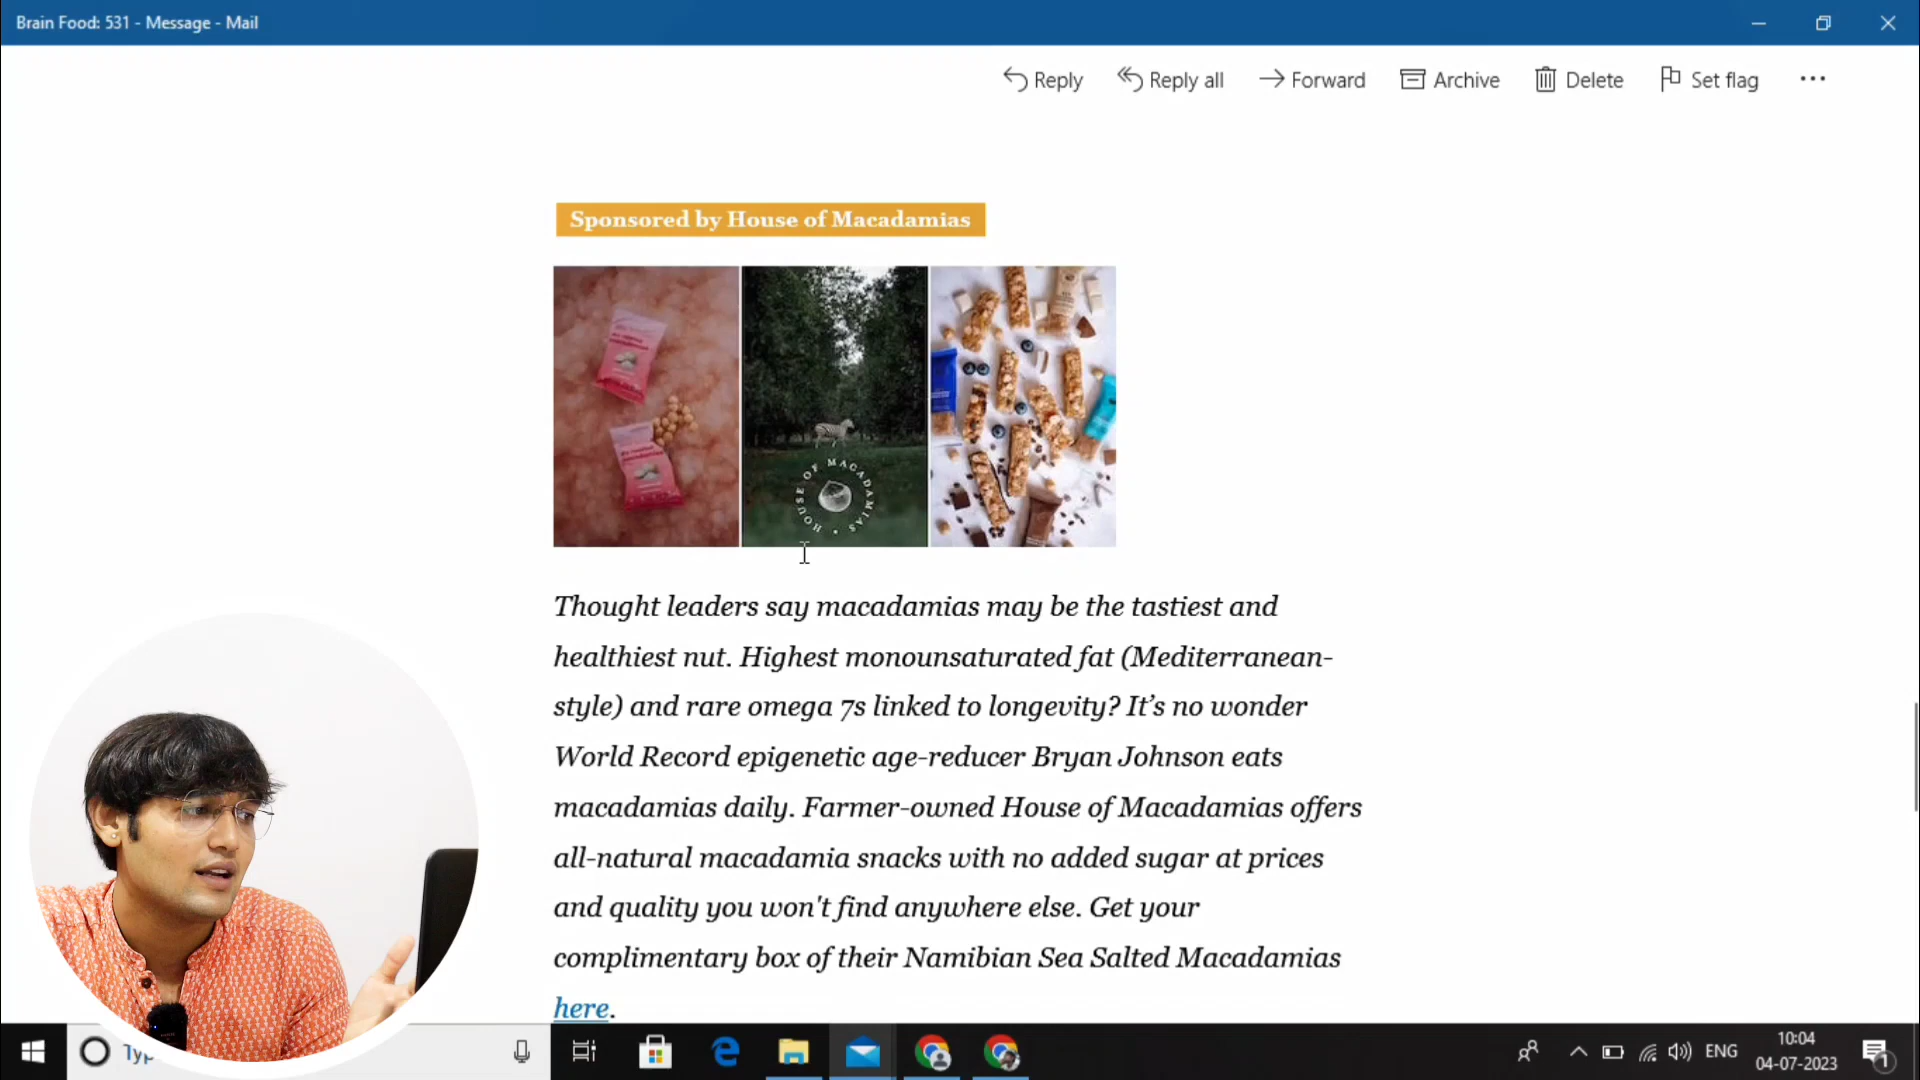 Brain Food: 531 - Message - Mail
Reply
Reply all
Forward
Archive
Delete
Set flag
Sponsored by House of Macadamias
HOUSE OF MACADAMIAS
Thought leaders say macadamias may be the tastiest and
healthiest nut. Highest monounsaturated fat (Mediterranean-
style) and rare omega 7s linked to longevity? It’s no wonder
World Record epigenetic age-reducer Bryan Johnson eats
macadamias daily. Farmer-owned House of Macadamias offers
all-natural macadamia snacks with no added sugar at prices
and quality you won't find anywhere else. Get your
complimentary box of their Namibian Sea Salted Macadamias
here.
Typ
ENG
10:04
04-07-2023
1